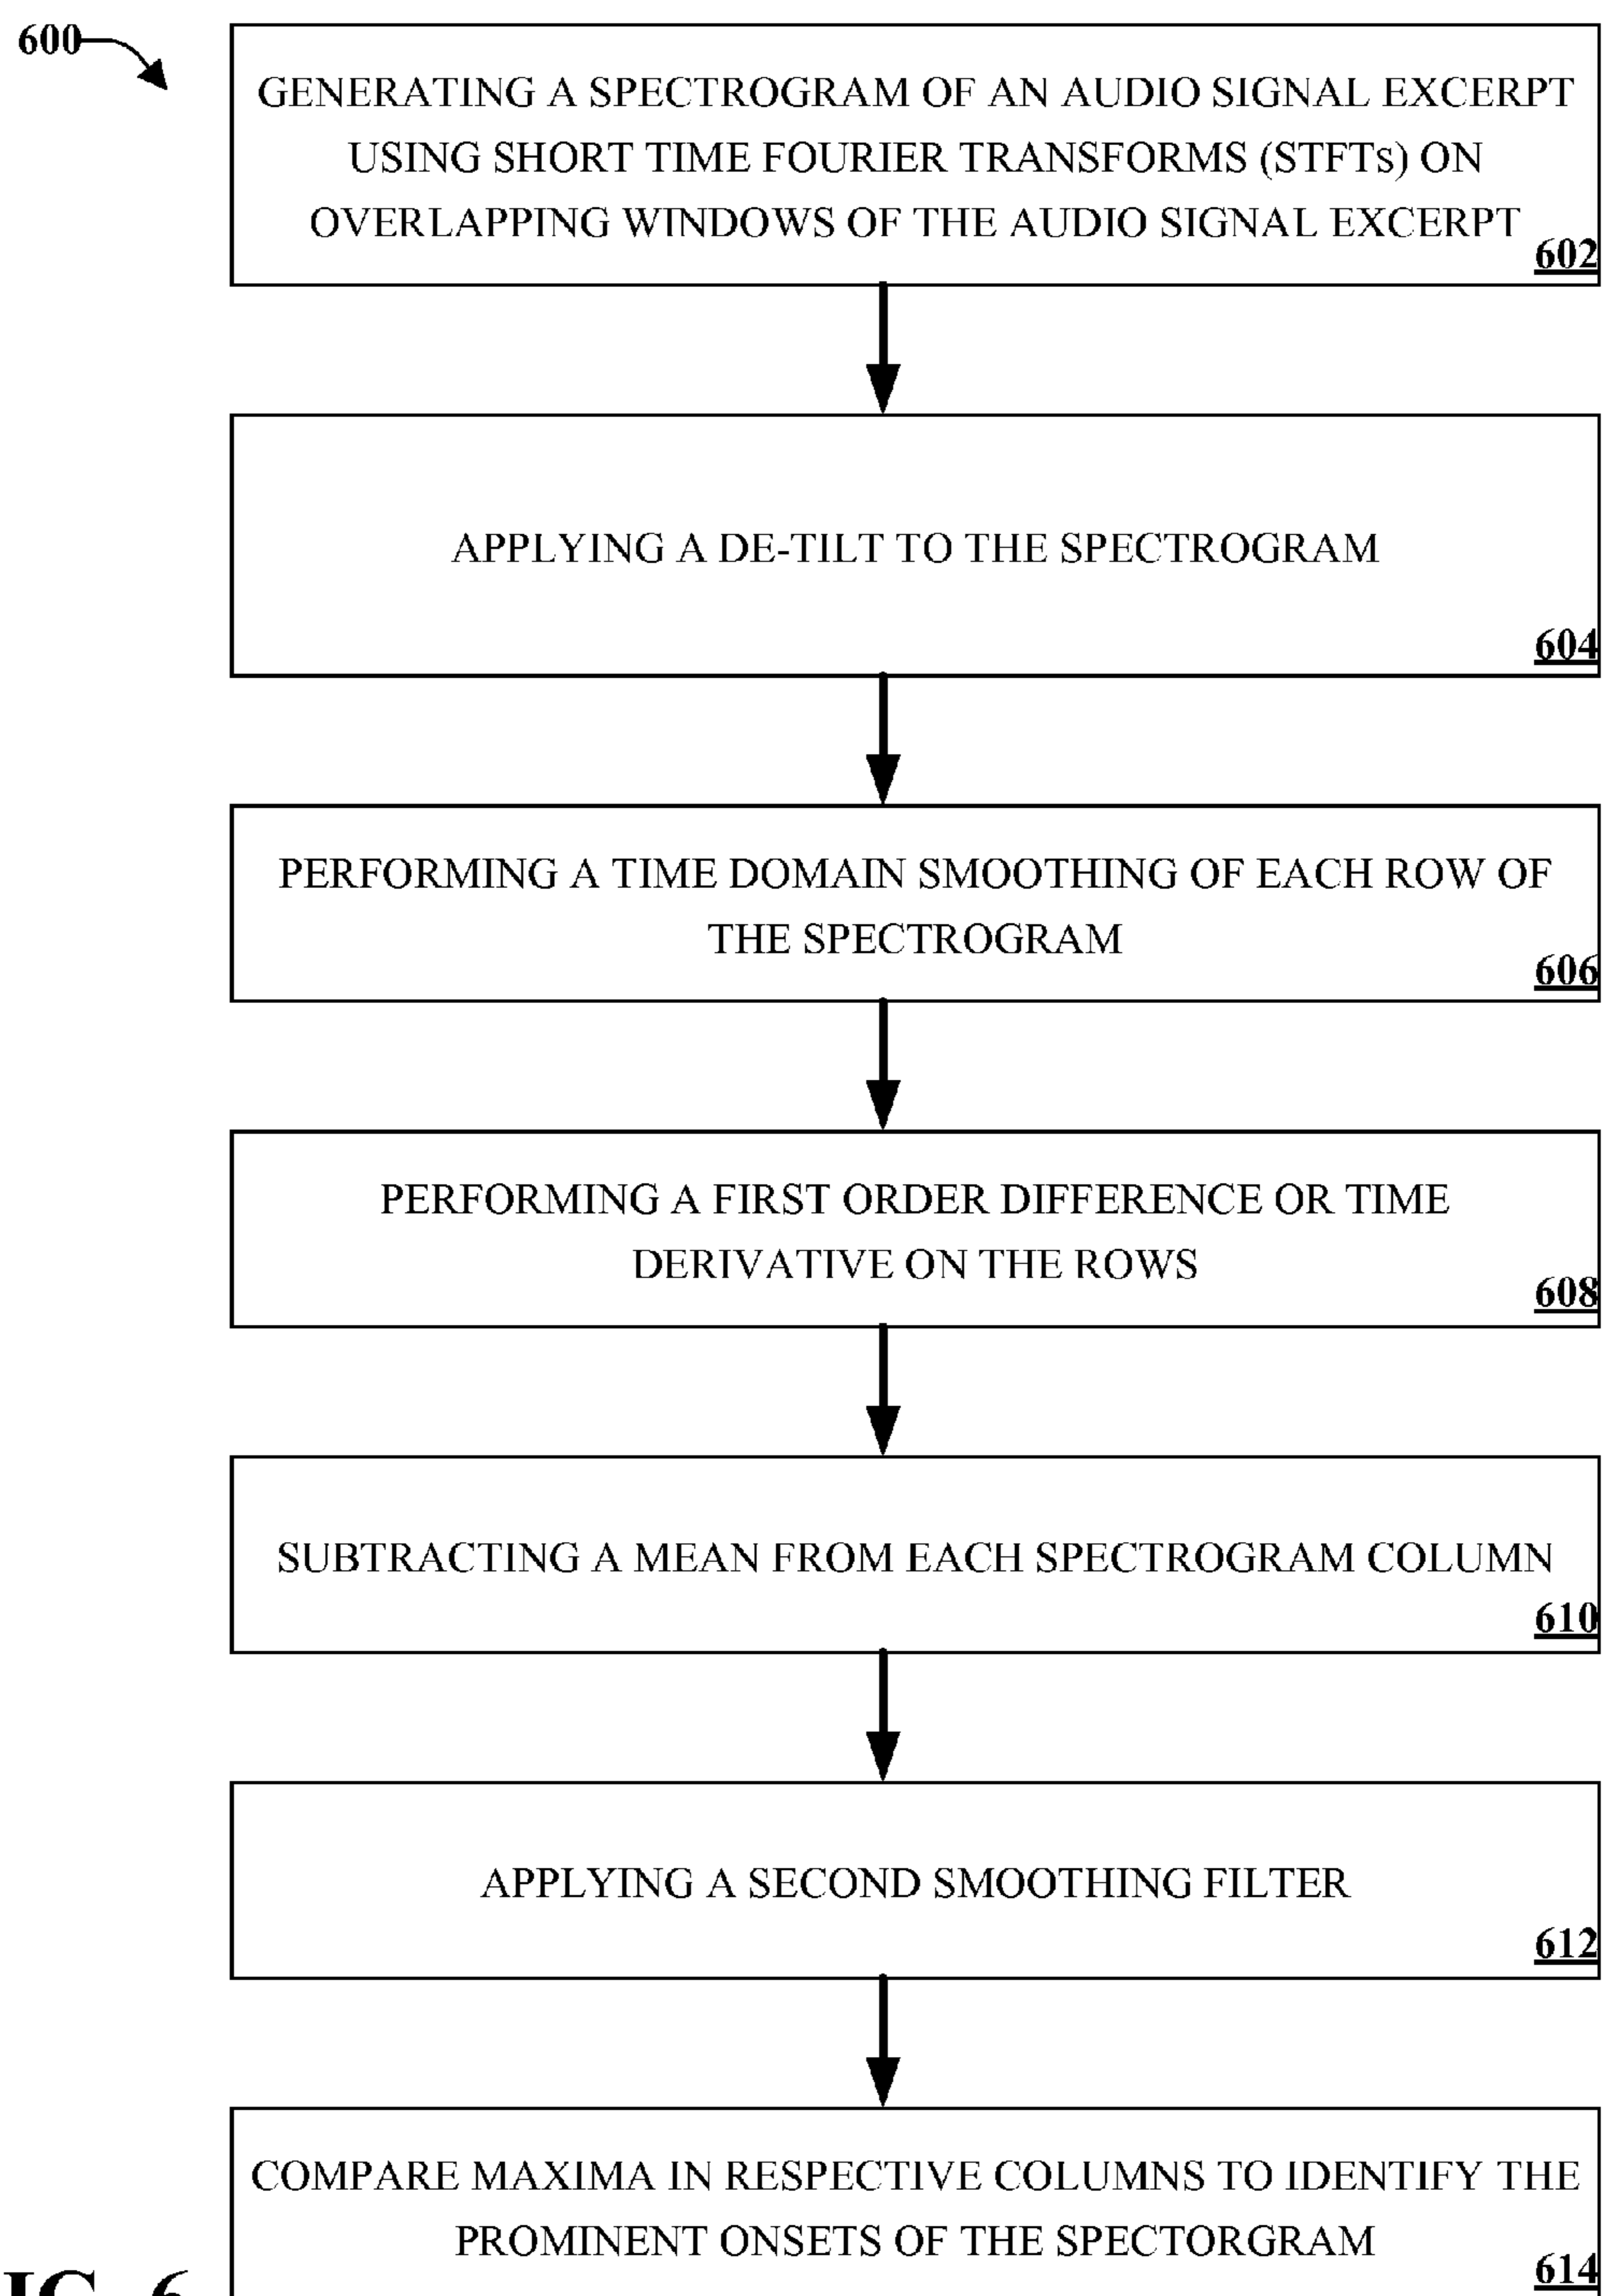 600
GENERATING A SPECTROGRAM OF AN AUDIO SIGNAL EXCERPT
USING SHORT TIME FOURIER TRANSFORMS (STFTs) ON
OVERLAPPING WINDOWS OF THE AUDIO SIGNAL EXCERPT
602
APPLYING A DE-TILT TO THE SPECTROGRAM
604
PERFORMING A TIME DOMAIN SMOOTHING OF EACH ROW OF
THE SPECTROGRAM
606
PERFORMING A FIRST ORDER DIFFERENCE OR TIME
DERIVATIVE ON THE ROWS
608
SUBTRACTING A MEAN FROM EACH SPECTROGRAM COLUMN
610
APPLYING A SECOND SMOOTHING FILTER
612
COMPARE MAXIMA IN RESPECTIVE COLUMNS TO IDENTIFY THE
PROMINENT ONSETS OF THE SPECTORGRAM
614